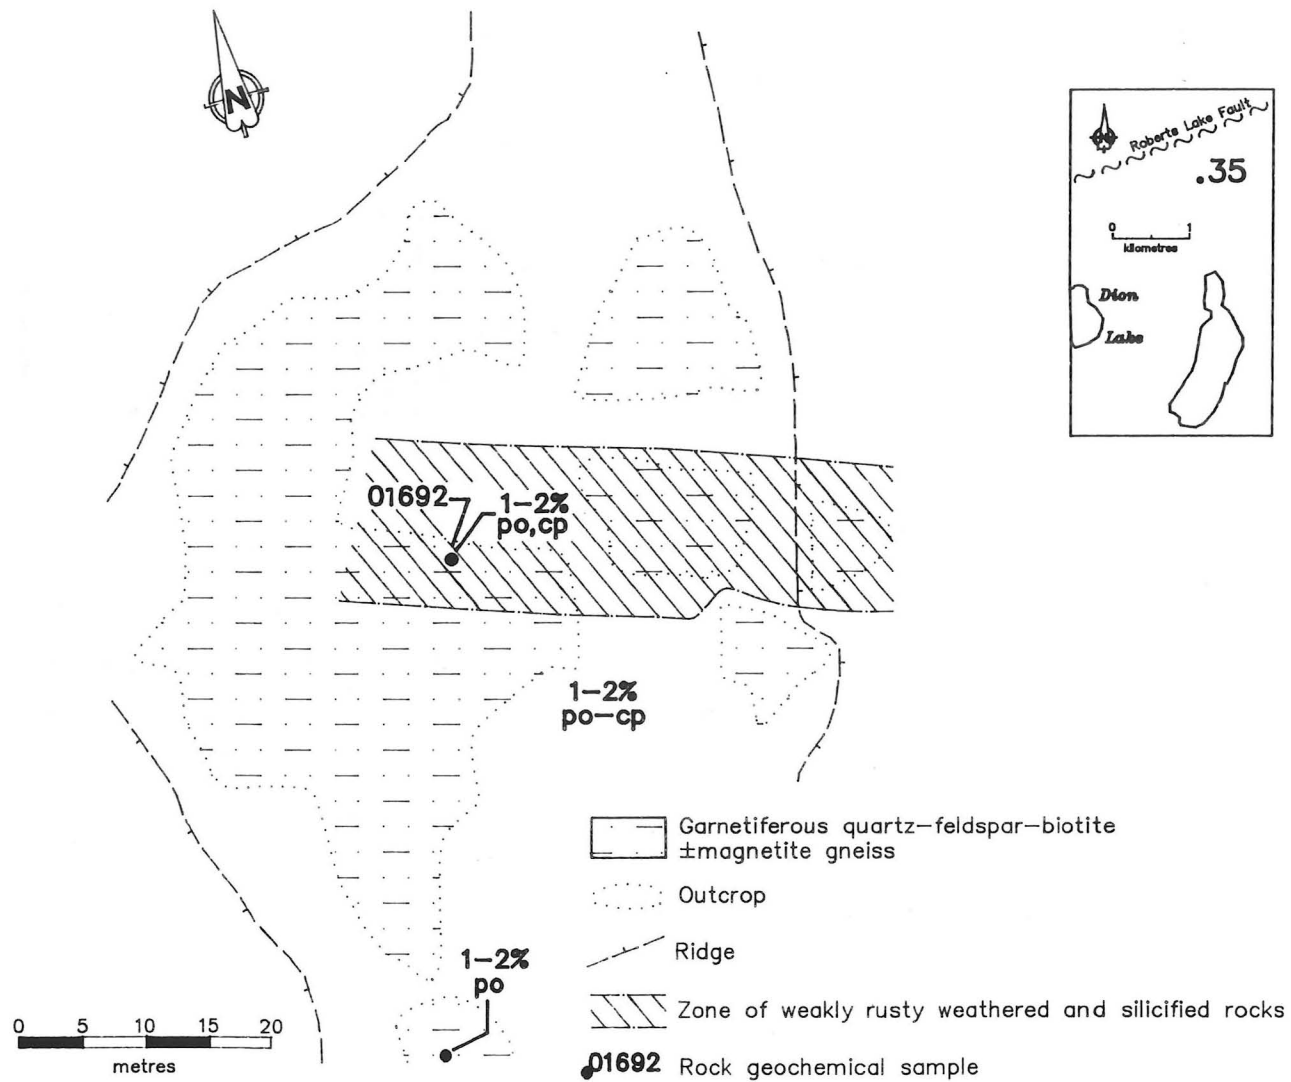 N
Roberts Lake Fault
.35
0 1
kilometres
Dion
Lake
01692
1–2%
po,cp
1–2%
po–cp
Garnetiferous quartz–feldspar–biotite
±magnetite gneiss
Outcrop
Ridge
1–2%
po
Zone of weakly rusty weathered and silicified rocks
01692 Rock geochemical sample
0 5 10 15 20
metres